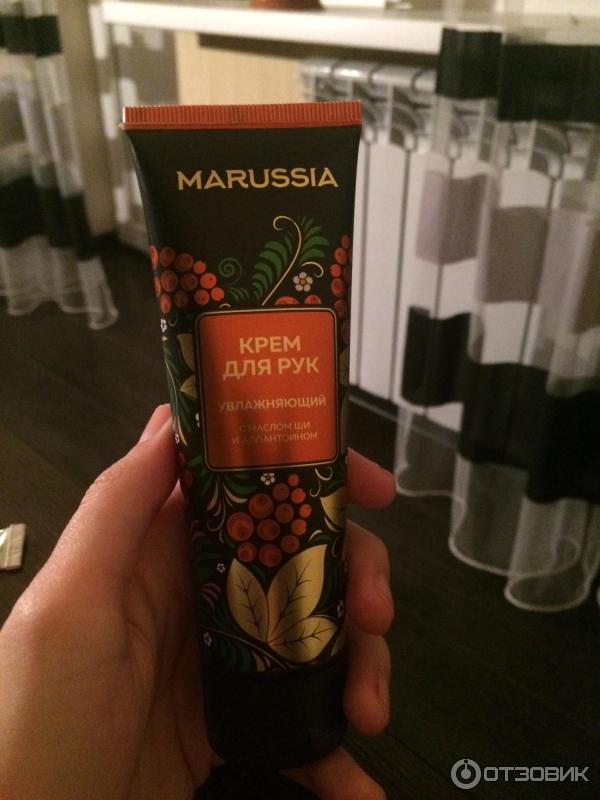 MARUSSIA
КРЕМ
ДЛЯ РУК
УВЛАЖНЯЮЩИЙ
С МАСЛОМ ШИ
И АЛЛАНТОИНОМ
ОТЗОВИК